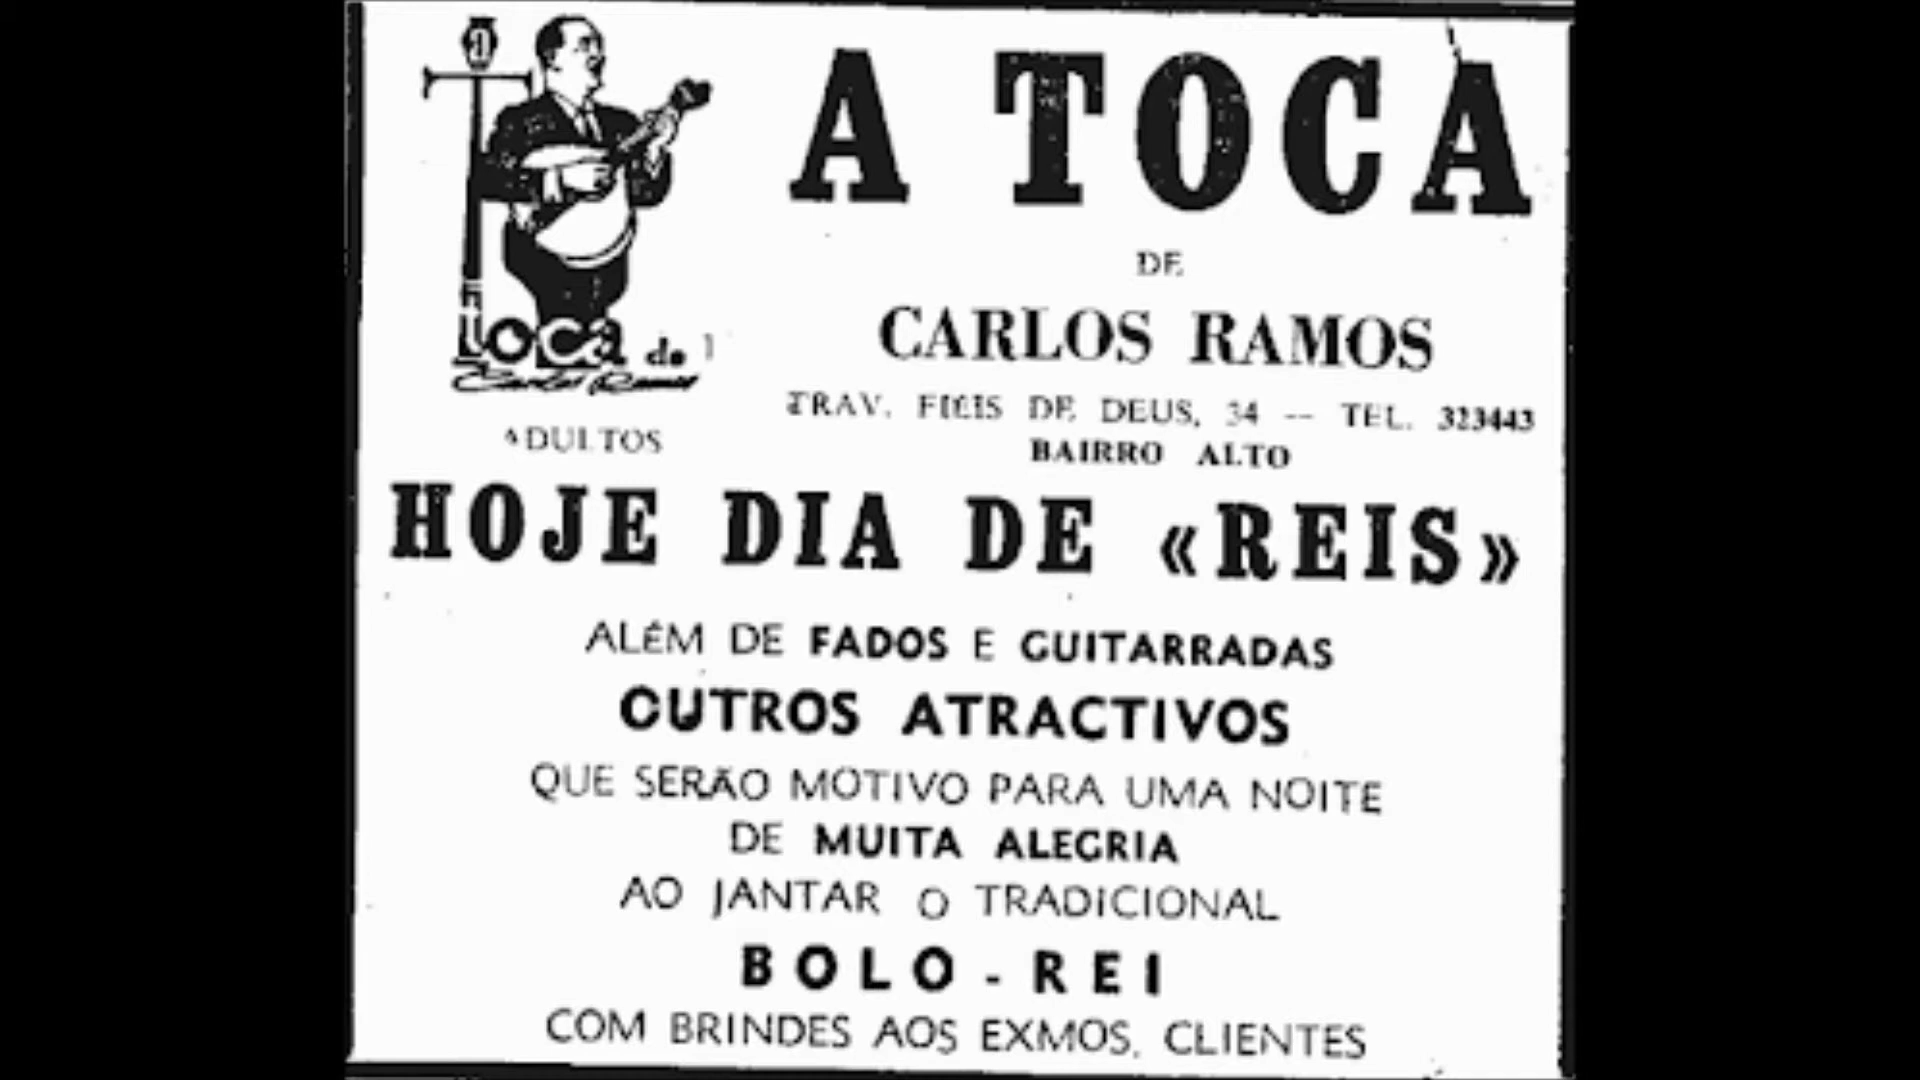 A TOCA
DE
CARLOS RAMOS
TRAV. FIEIS DE DEUS, 34 -- TEL. 323443
BAIRRO ALTO
toca de
Carlos Ramos
ADULTOS
HOJE DIA DE «REIS»
ALÉM DE FADOS E GUITARRADAS
OUTROS ATRACTIVOS
QUE SERÃO MOTIVO PARA UMA NOITE
DE MUITA ALEGRIA
AO JANTAR O TRADICIONAL
BOLO-REI
COM BRINDES AOS EXMOS. CLIENTES